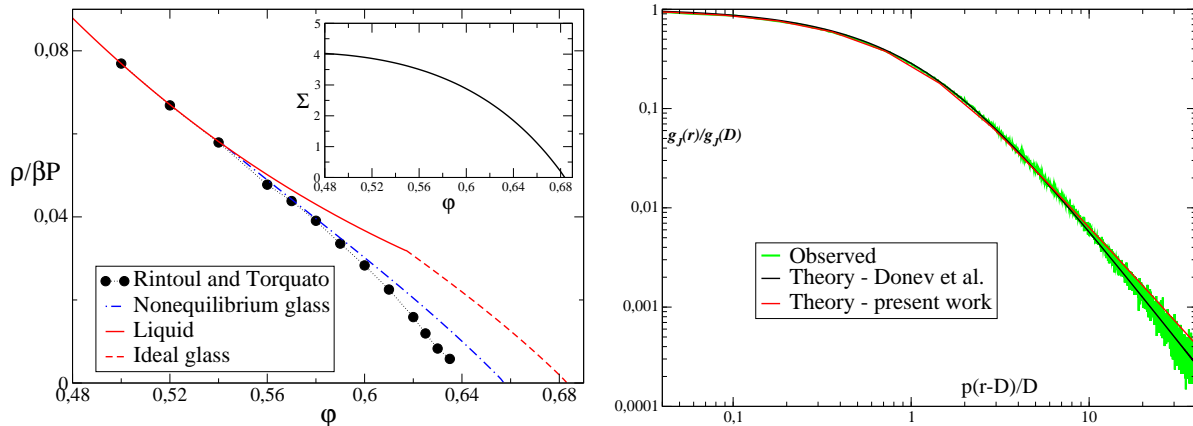 0,08
0,04
0
ρ/βP
0,48 0,52 0,56 0,6 0,64 0,68
φ
Rintoul and Torquato
Nonequilibrium glass
Liquid
Ideal glass
5
4
3
2
1
0
Σ
0,48 0,52 0,56 0,6 0,64 0,68
φ
1
0,1
0,01
0,001
0,0001
g_J(r)/g_J(D)
Observed
Theory - Donev et al.
Theory - present work
p(r-D)/D
0,1 1 10